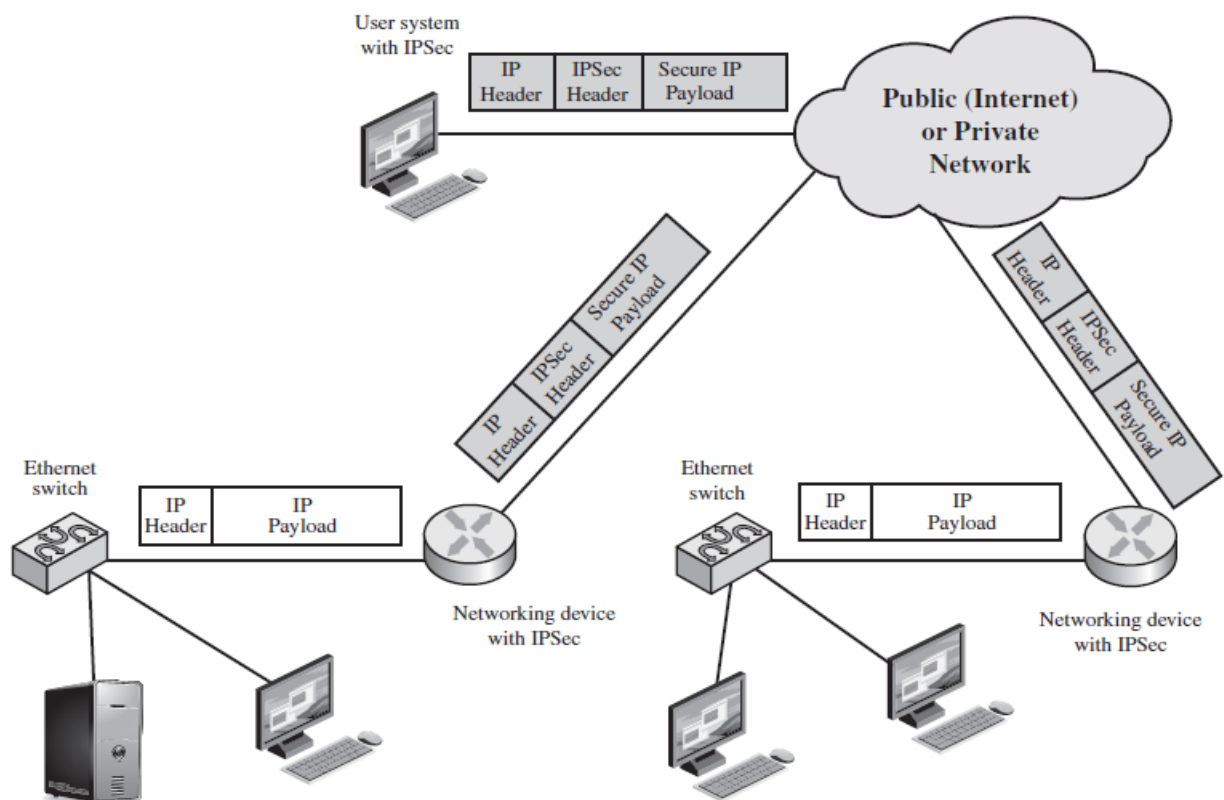 User system
with IPSec
IP
Header
IPSec
Header
Secure IP
Payload
Public (Internet)
or Private
Network
IP
Header
IPSec
Header
Secure IP
Payload
IP
Header
IPSec
Header
Secure IP
Payload
Ethernet
switch
IP
Header
IP
Payload
Networking device
with IPSec
Ethernet
switch
IP
Header
IP
Payload
Networking device
with IPSec